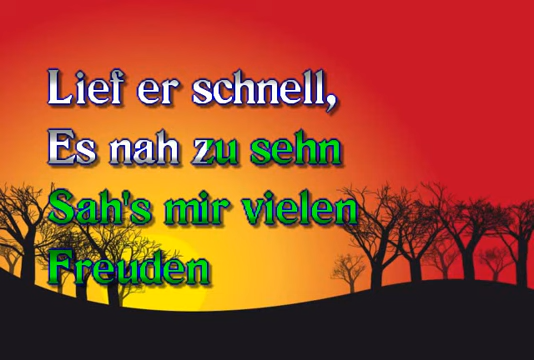 Lief er schnell,
Es nah zu sehn
Sah's mir vielen
Freuden